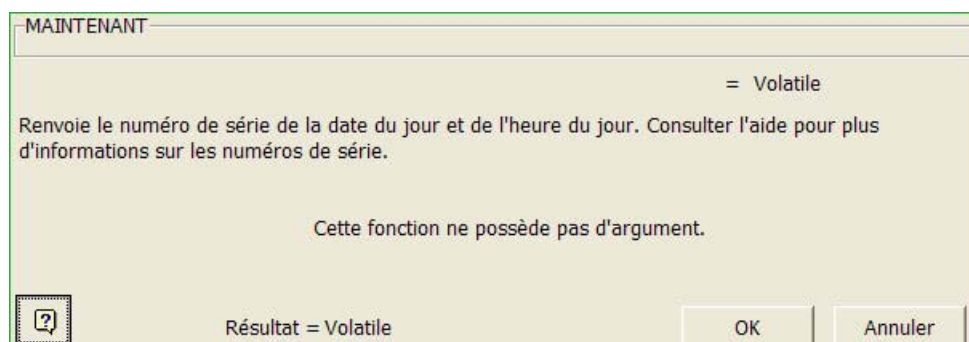 MAINTENANT
= Volatile
Renvoie le numéro de série de la date du jour et de l'heure du jour. Consulter l'aide pour plus
d'informations sur les numéros de série.
Cette fonction ne possède pas d'argument.
?
Résultat = Volatile
OK
Annuler